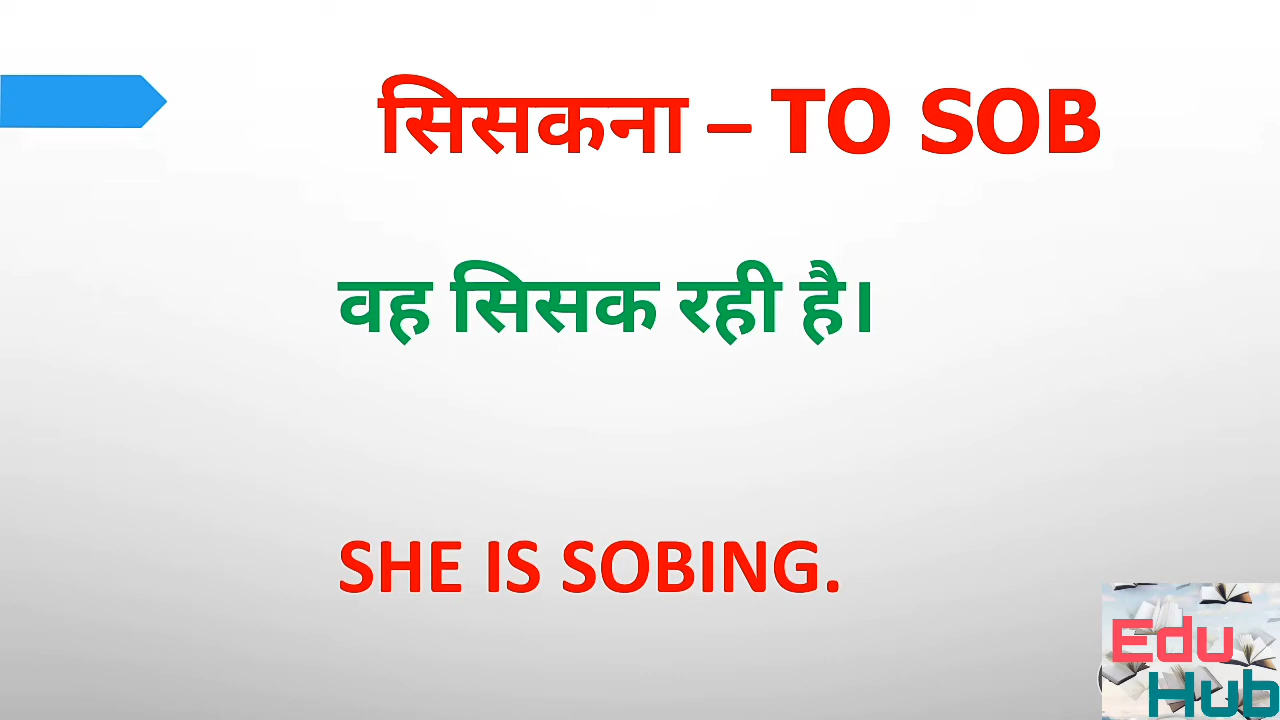 सिसकना – TO SOB
वह सिसक रही है।
SHE IS SOBING.
Edu
Hub